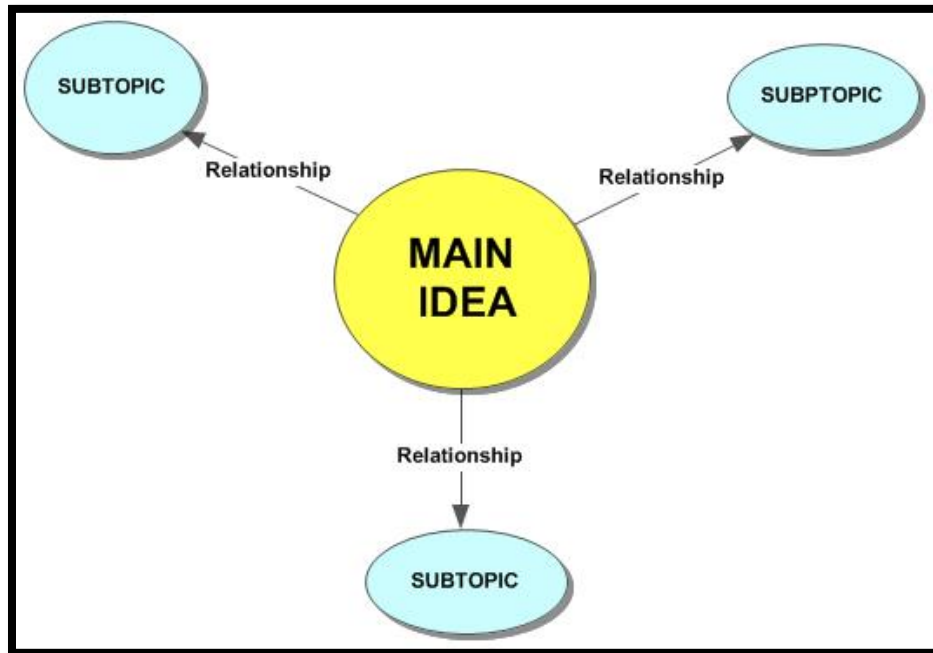 SUBTOPIC
SUBPTOPIC
Relationship
Relationship
MAIN
IDEA
Relationship
SUBTOPIC